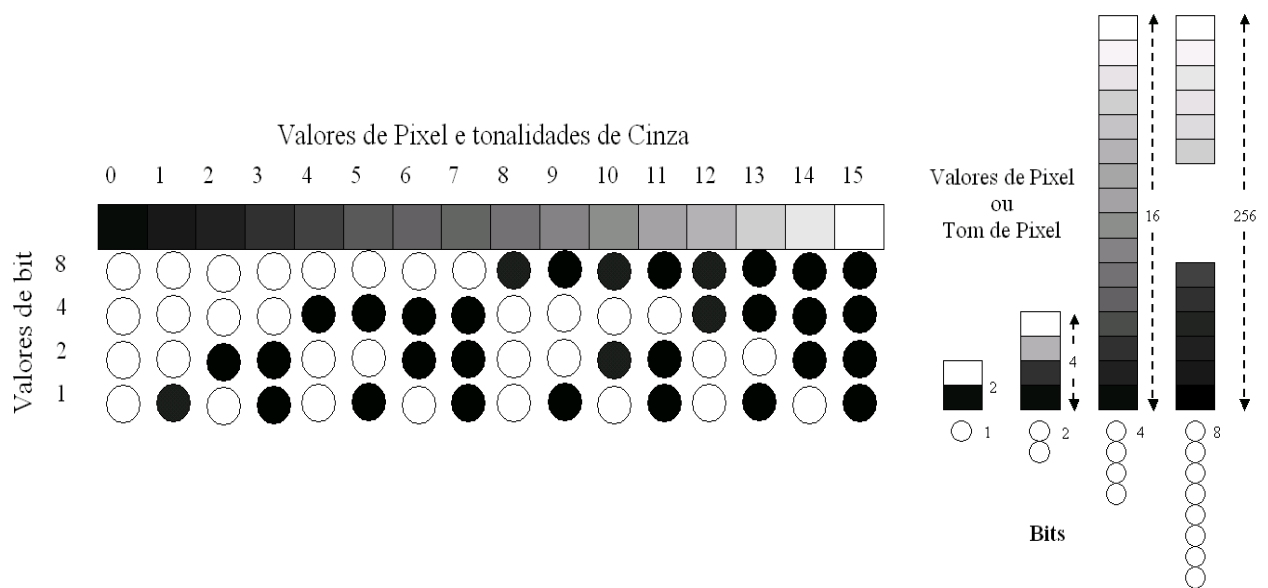 Valores de Pixel e tonalidades de Cinza
0 1 2 3 4 5 6 7 8 9 10 11 12 13 14 15
Valores de bit
8
4
2
1
Valores de Pixel
ou
Tom de Pixel
2
4
16
256
1
2
4
8
Bits